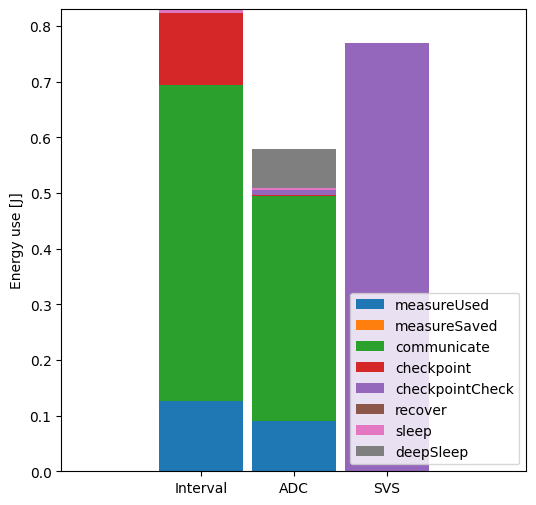 0.8
0.7
0.6
0.5
0.4
0.3
0.2
0.1
0.0
Energy use [J]
Interval
ADC
SVS
measureUsed
measureSaved
communicate
checkpoint
checkpointCheck
recover
sleep
deepSleep